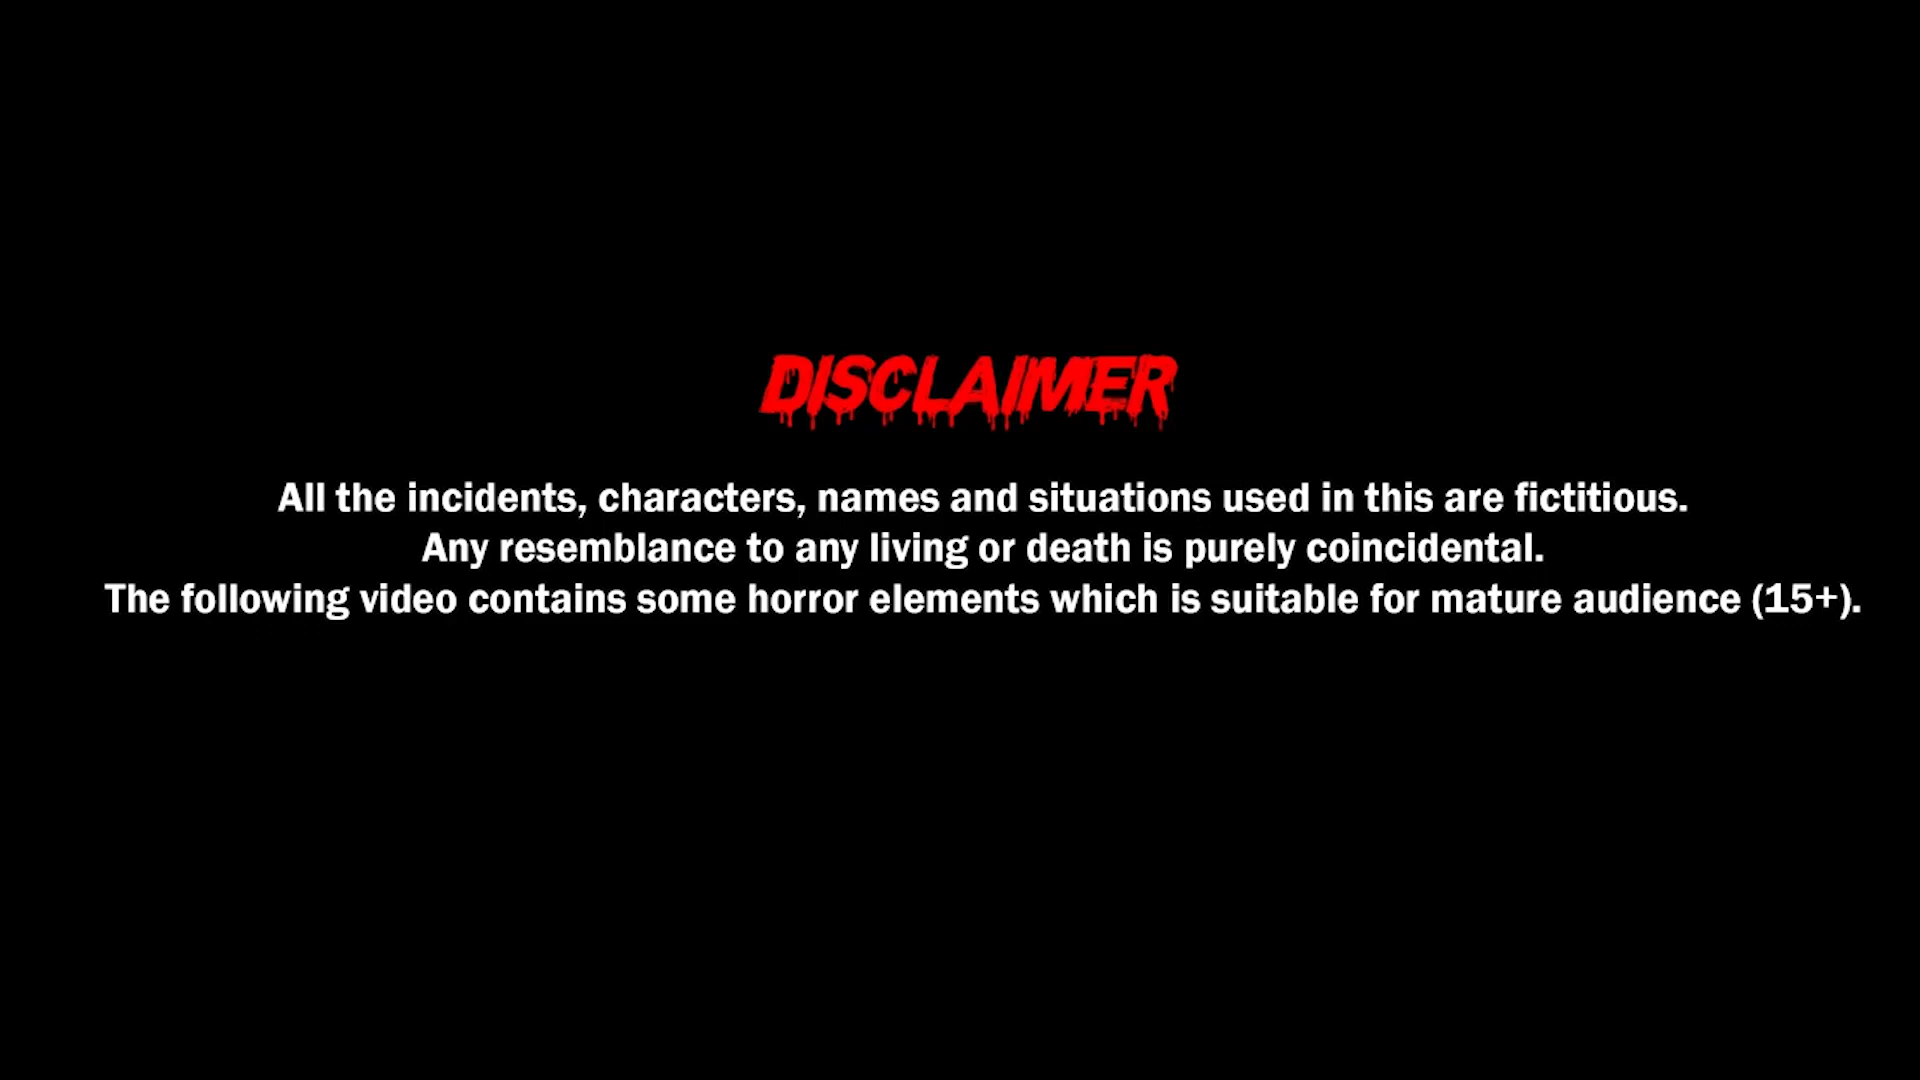 DISCLAIMER
All the incidents, characters, names and situations used in this are fictitious.
Any resemblance to any living or death is purely coincidental.
The following video contains some horror elements which is suitable for mature audience (15+).